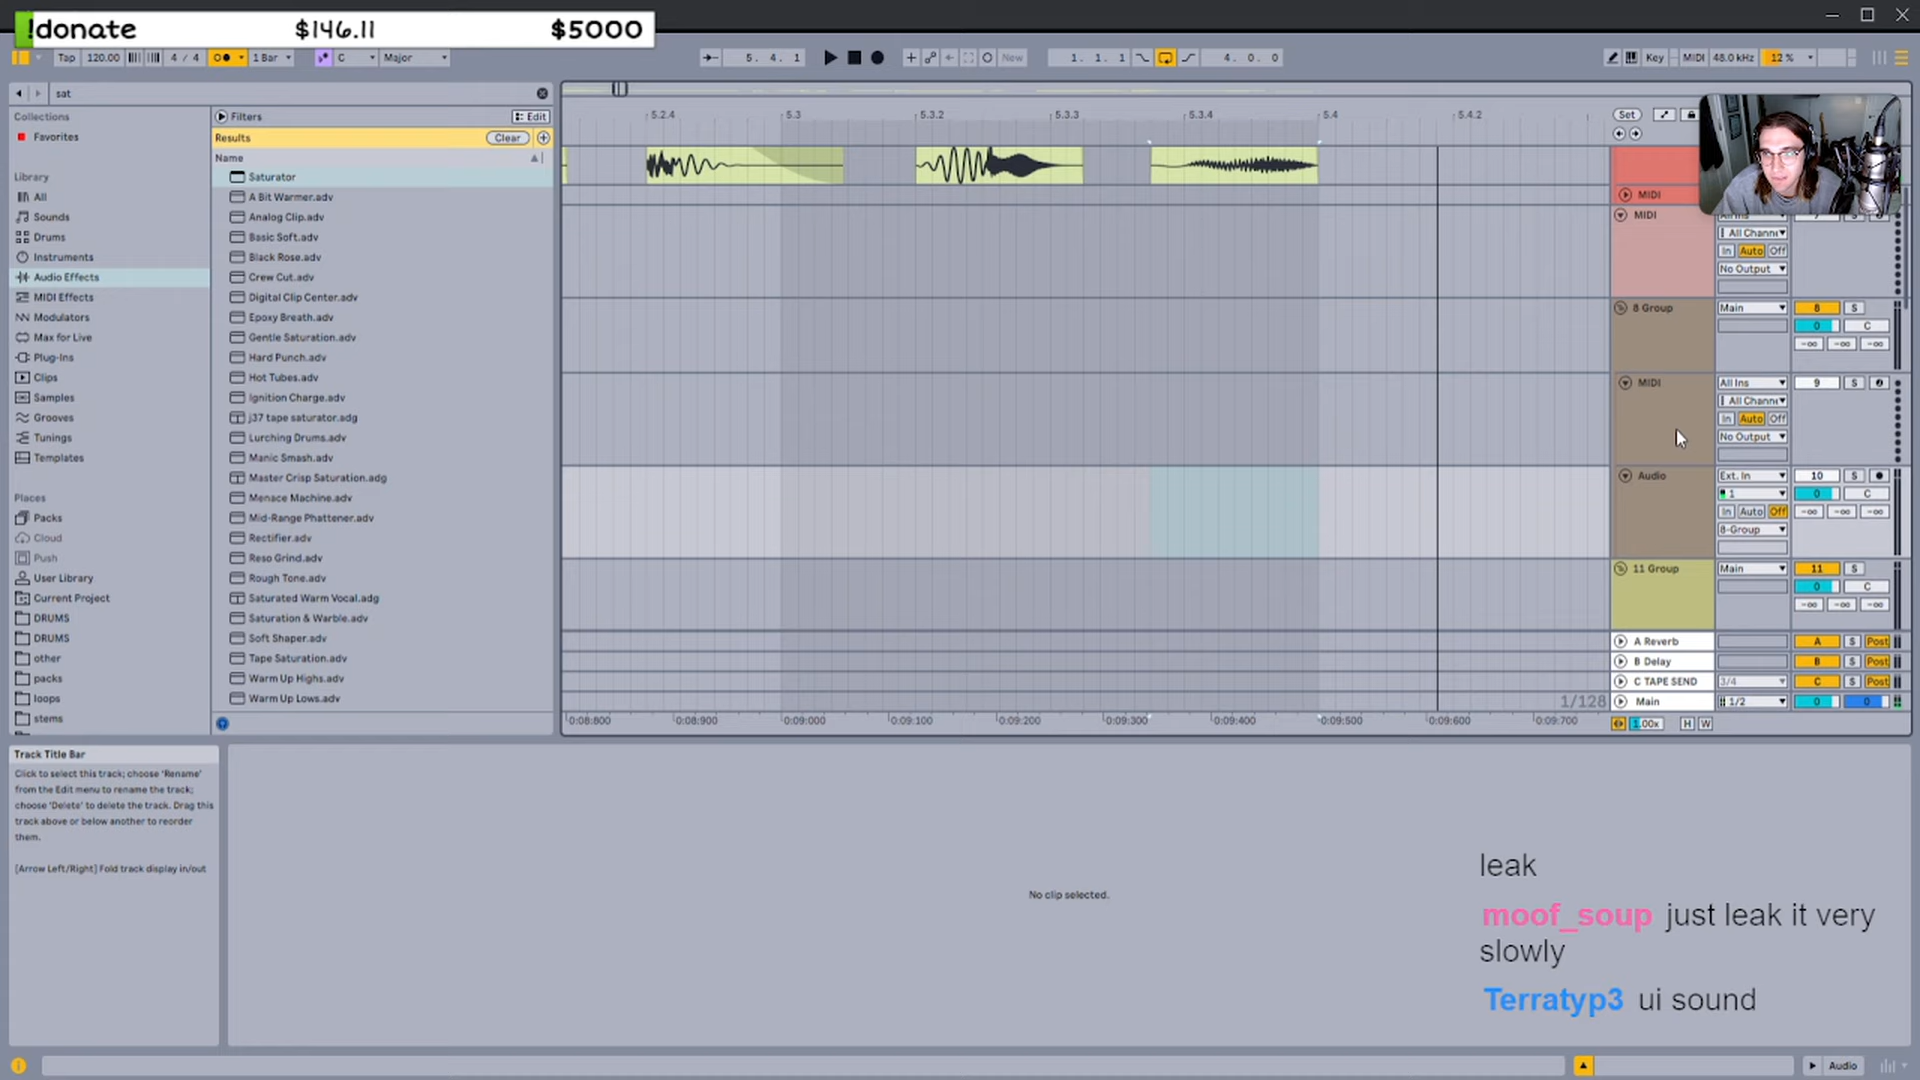 !donate $146.11 $5000
Tap 120.00 4 / 4 1 Bar C Major 5. 4. 1 New 1. 1. 1 4. 0. 0 Key MIDI 48.0 kHz 12 %
sat
Collections
Favorites
Library
All
Sounds
Drums
Instruments
Audio Effects
MIDI Effects
Modulators
Max for Live
Plug-Ins
Clips
Samples
Grooves
Tunings
Templates
Places
Packs
Cloud
Push
User Library
Current Project
DRUMS
DRUMS
other
packs
loops
stems
Filters Edit
Results Clear
Name
Saturator
A Bit Warmer.adv
Analog Clip.adv
Basic Soft.adv
Black Rose.adv
Crew Cut.adv
Digital Clip Center.adv
Epoxy Breath.adv
Gentle Saturation.adv
Hard Punch.adv
Hot Tubes.adv
Ignition Charge.adv
j37 tape saturator.adg
Lurching Drums.adv
Manic Smash.adv
Master Crisp Saturation.adg
Menace Machine.adv
Mid-Range Phattener.adv
Rectifier.adv
Reso Grind.adv
Rough Tone.adv
Saturated Warm Vocal.adg
Saturation & Warble.adv
Soft Shaper.adv
Tape Saturation.adv
Warm Up Highs.adv
Warm Up Lows.adv
5.2.4 5.3 5.3.2 5.3.3 5.3.4 5.4 5.4.2
Set
MIDI
MIDI
All Channe
In Auto Off
No Output
8 Group Main 8 S
0 C
-oo -oo -oo
MIDI All Ins 9 S
All Channe
In Auto Off
No Output
Audio Ext. In 10 S
1 0 C
In Auto Off -oo -oo -oo
8-Group
11 Group Main 11 S
0 C
-oo -oo -oo
A Reverb A S Post
B Delay B S Post
C TAPE SEND 3/4 C S Post
1/128 Main 1/2 0 0
0:08:800 0:08:900 0:09:000 0:09:100 0:09:200 0:09:300 0:09:400 0:09:500 0:09:600 0:09:700 1.00x H W
Track Title Bar
Click to select this track; choose 'Rename'
from the Edit menu to rename the track;
choose 'Delete' to delete the track. Drag this
track above or below another to reorder
them.
[Arrow Left/Right] Fold track display in/out
No clip selected.
leak
moof_soup just leak it very
slowly
Terratyp3 ui sound
Audio